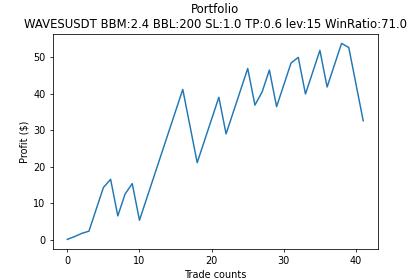 Portfolio
WAVESUSDT BBM:2.4 BBL:200 SL:1.0 TP:0.6 lev:15 WinRatio:71.0
50
40
30
20
10
0
Profit ($)
0 10 20 30 40
Trade counts